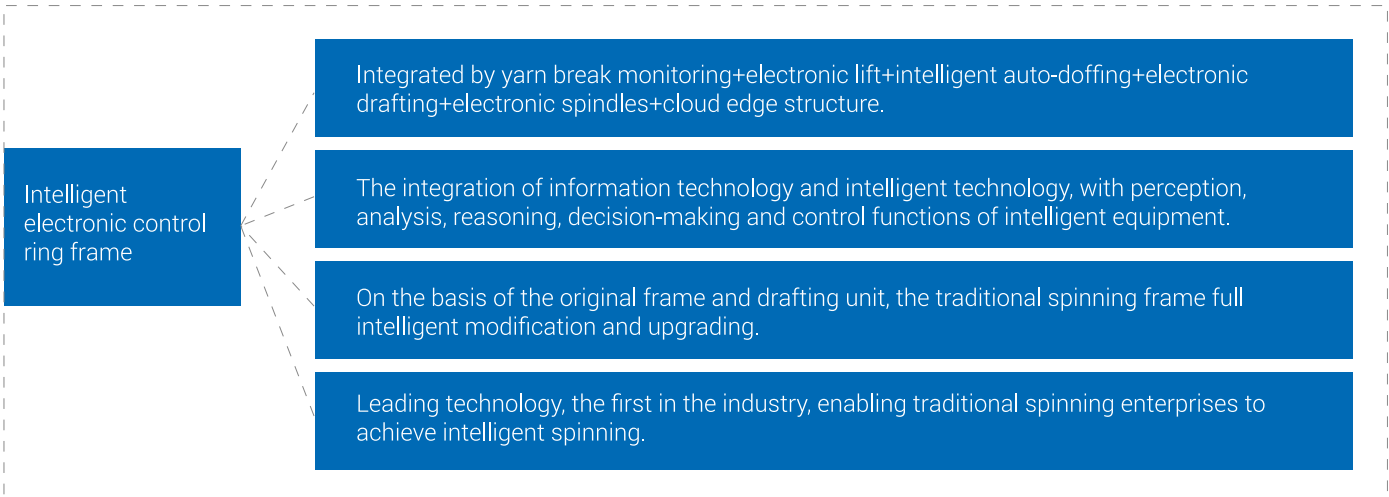 Intelligent
electronic control
ring frame
Integrated by yarn break monitoring+electronic lift+intelligent auto-doffing+electronic
drafting+electronic spindles+cloud edge structure.
The integration of information technology and intelligent technology, with perception,
analysis, reasoning, decision-making and control functions of intelligent equipment.
On the basis of the original frame and drafting unit, the traditional spinning frame full
intelligent modification and upgrading.
Leading technology, the first in the industry, enabling traditional spinning enterprises to
achieve intelligent spinning.